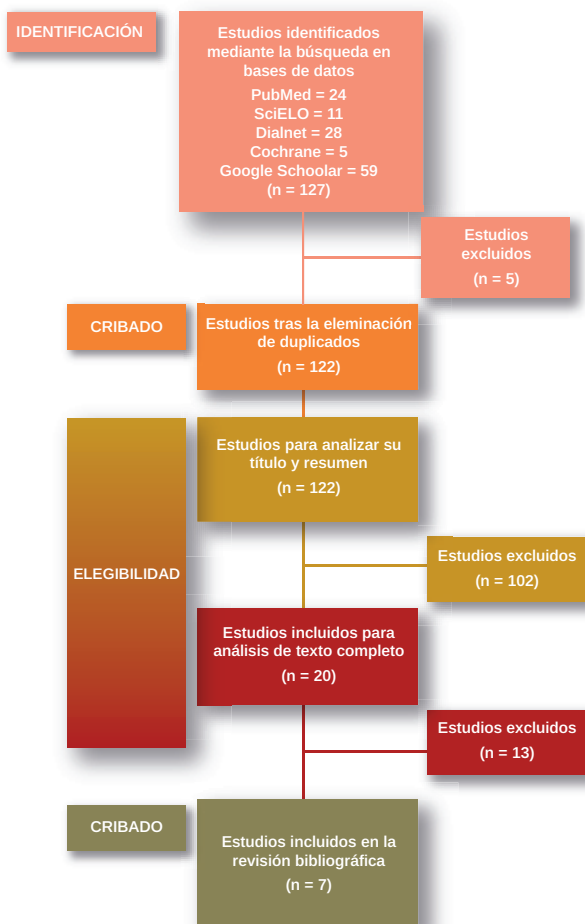 IDENTIFICACIÓN
Estudios identificados
mediante la búsqueda en
bases de datos
PubMed = 24
SciELO = 11
Dialnet = 28
Cochrane = 5
Google Schoolar = 59
(n = 127)
Estudios
excluidos
(n = 5)
CRIBADO
Estudios tras la eleminación
de duplicados
(n = 122)
Estudios para analizar su
título y resumen
(n = 122)
ELEGIBILIDAD
Estudios excluidos
(n = 102)
Estudios incluidos para
análisis de texto completo
(n = 20)
Estudios excluidos
(n = 13)
CRIBADO
Estudios incluidos en la
revisión bibliográfica
(n = 7)